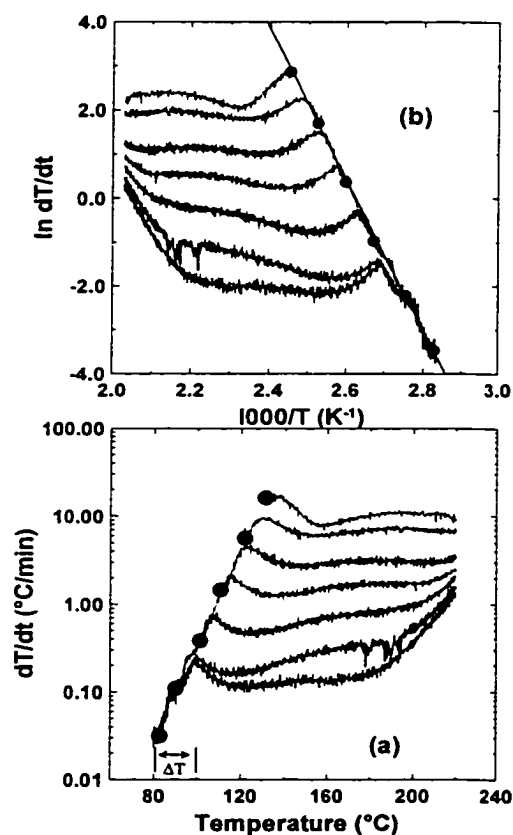 4.0
2.0
0.0
-2.0
-4.0
ln dT/dt
(b)
2.0 2.2 2.4 2.6 2.8 3.0
I000/T (K⁻¹)
100.00
10.00
1.00
0.10
0.01
dT/dt (°C/min)
ΔT
(a)
80 120 160 200 240
Temperature (°C)